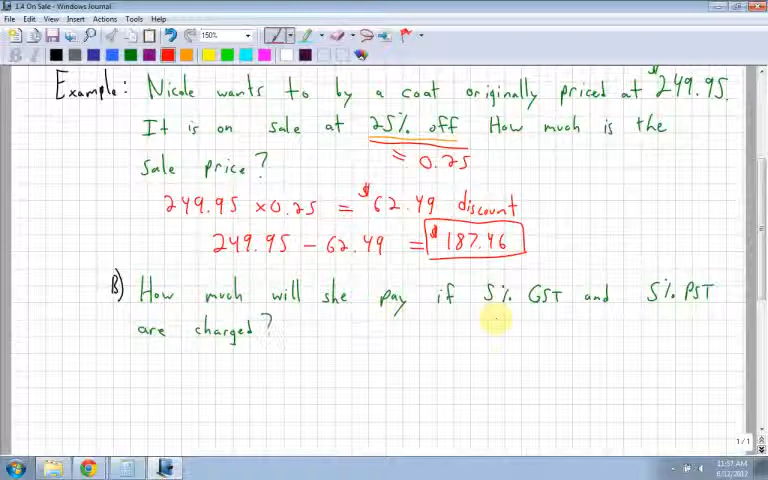 1.4 On Sale - Windows Journal
File Edit View Insert Actions Tools Help
150%
B I
Example: Nicole wants to by a coat originally priced at $249.95.
It is on sale at 25% off How much is the
sale price?
= 0.25
249.95 x 0.25 = $62.49 discount
249.95 - 62.49 = $187.46
B) How much will she pay if 5% GST and 5% PST
are charged?
1/1
11:57 AM